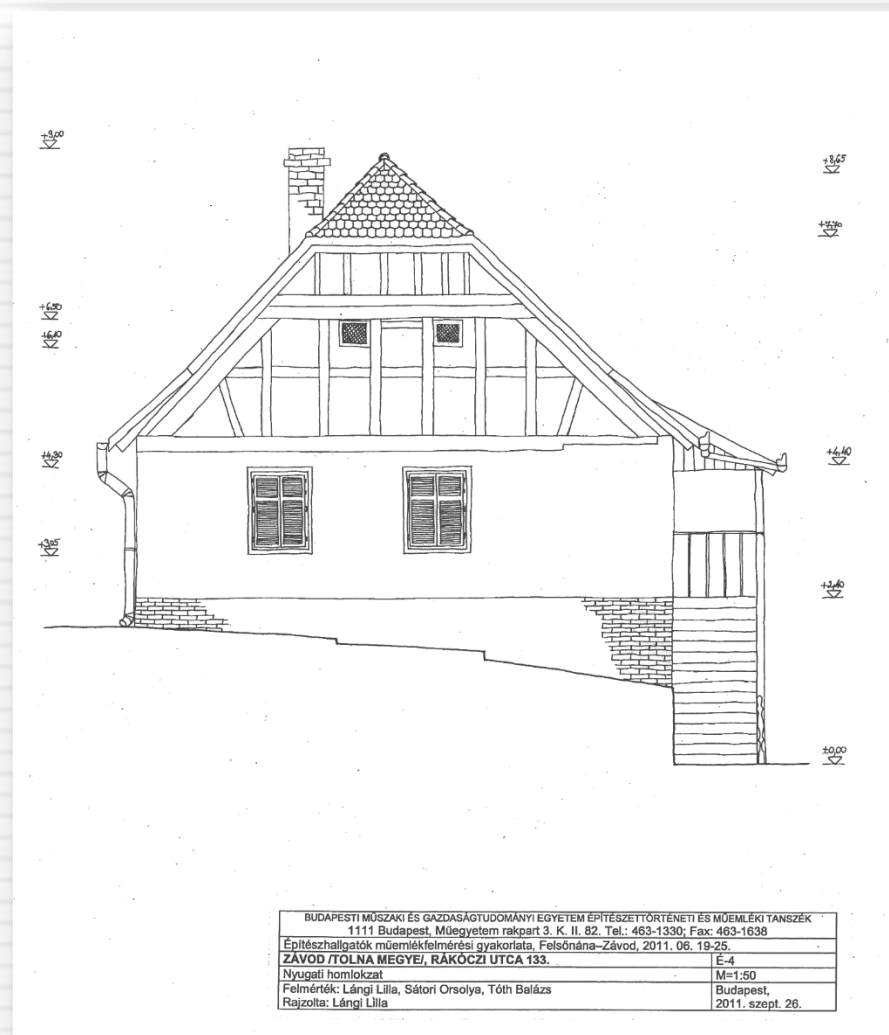 +9,00
+8,65
+7,70
+6,50
+6,10
+4,30
+4,40
+3,05
+2,40
±0,00
BUDAPESTI MŰSZAKI ÉS GAZDASÁGTUDOMÁNYI EGYETEM ÉPÍTÉSZETTÖRTÉNETI ÉS MŰEMLÉKI TANSZÉK
1111 Budapest, Műegyetem rakpart 3. K. II. 82. Tel.: 463-1330; Fax: 463-1638
Építészhallgatók műemlékfelmérési gyakorlata, Felsőnána–Závod, 2011. 06. 19-25.
ZÁVOD /TOLNA MEGYE/, RÁKÓCZI UTCA 133. É-4
Nyugati homlokzat M=1:50
Felmérték: Lángi Lilla, Sátori Orsolya, Tóth Balázs Budapest,
Rajzolta: Lángi Lilla 2011. szept. 26.